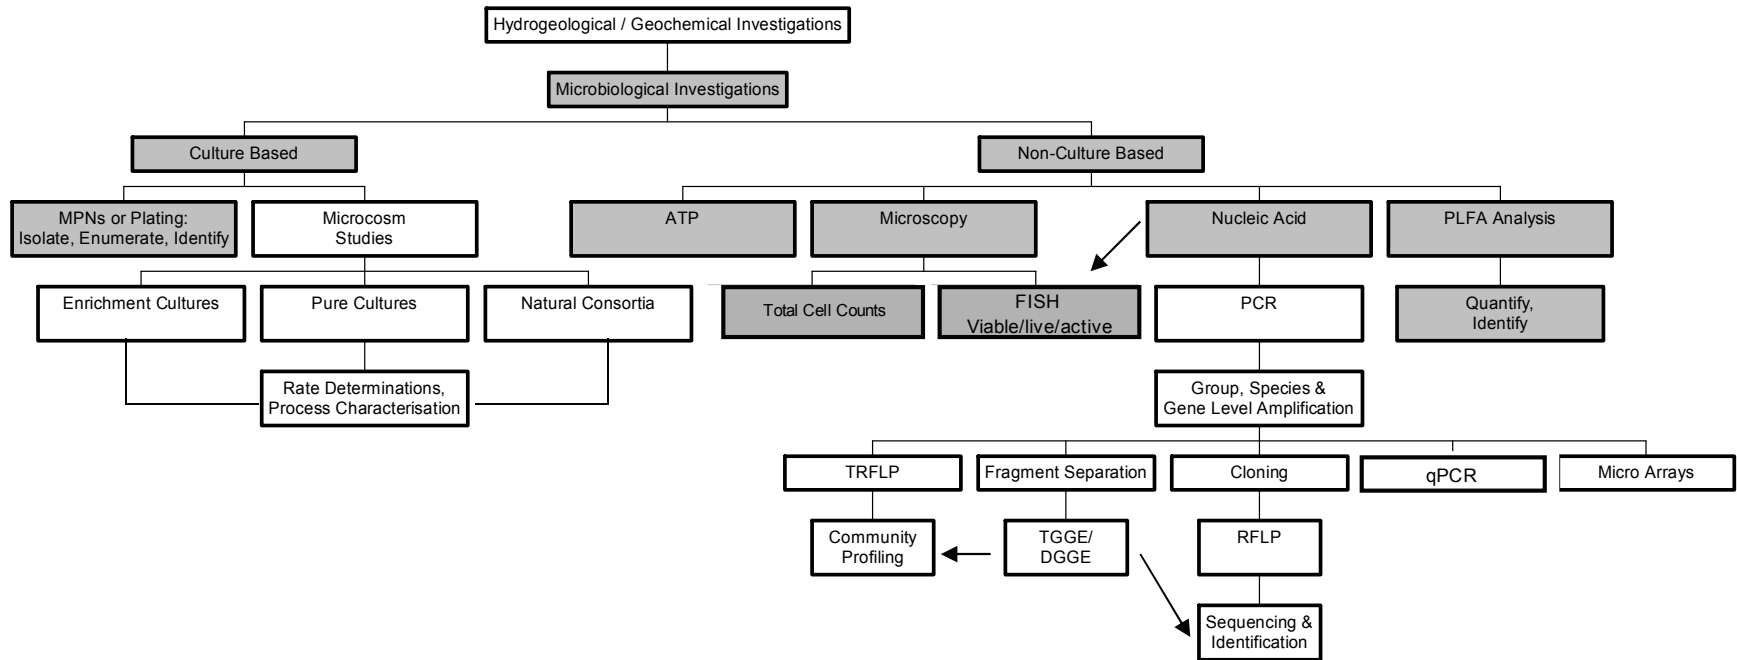 Hydrogeological / Geochemical Investigations
Microbiological Investigations
Culture Based
Non-Culture Based
MPNs or Plating:
Isolate, Enumerate, Identify
Microcosm
Studies
ATP
Microscopy
Nucleic Acid
PLFA Analysis
Enrichment Cultures
Pure Cultures
Natural Consortia
Total Cell Counts
FISH
Viable/live/active
PCR
Quantify,
Identify
Rate Determinations,
Process Characterisation
Group, Species &
Gene Level Amplification
TRFLP
Fragment Separation
Cloning
qPCR
Micro Arrays
Community
Profiling
TGGE/
DGGE
RFLP
Sequencing &
Identification